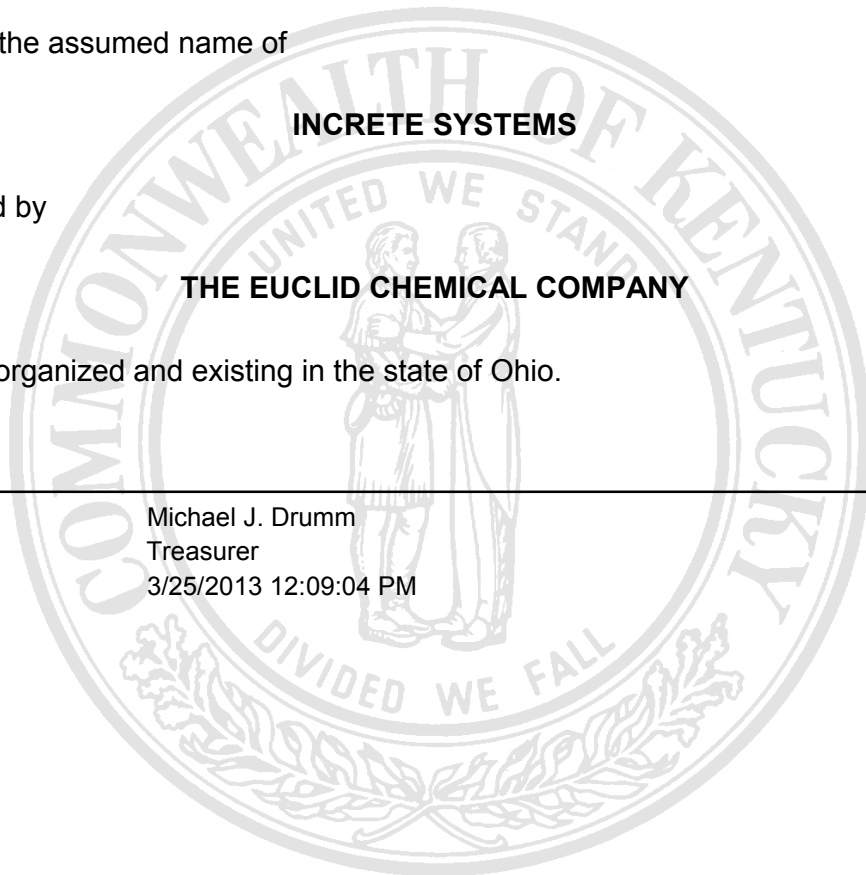 the assumed name of
INCRETE SYSTEMS
d by
THE EUCLID CHEMICAL COMPANY
organized and existing in the state of Ohio.
Michael J. Drumm
Treasurer
3/25/2013 12:09:04 PM
COMMONWEALTH OF KENTUCKY
UNITED WE STAND
DIVIDED WE FALL